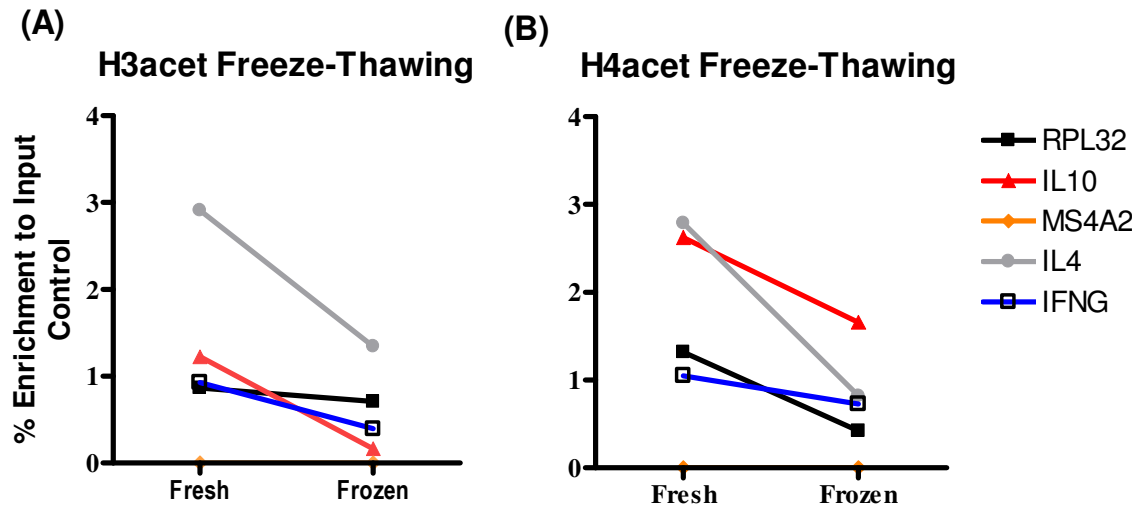 (A)
H3acet Freeze-Thawing
% Enrichment to Input
Control
4
3
2
1
0
Fresh Frozen
(B)
H4acet Freeze-Thawing
4
3
2
1
0
Fresh Frozen
RPL32
IL10
MS4A2
IL4
IFNG